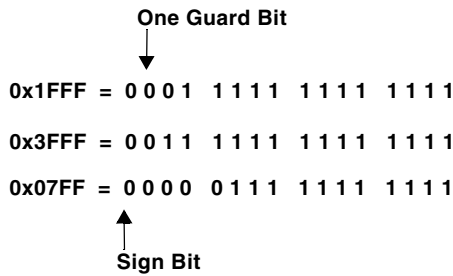 One Guard Bit
0x1FFF = 0 0 0 1 1 1 1 1 1 1 1 1 1 1 1 1
0x3FFF = 0 0 1 1 1 1 1 1 1 1 1 1 1 1 1 1
0x07FF = 0 0 0 0 0 1 1 1 1 1 1 1 1 1 1 1
Sign Bit